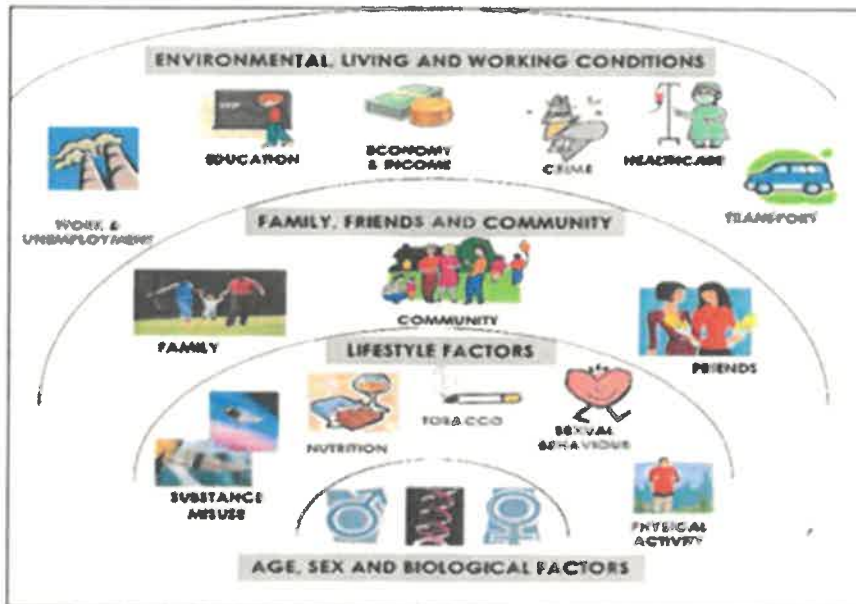 ENVIRONMENTAL, LIVING AND WORKING CONDITIONS
EDUCATION
ECONOMY
& INCOME
CRIME
HEALTHCARE
TRANSPORT
WORK &
UNEMPLOYMENT
FAMILY, FRIENDS AND COMMUNITY
FAMILY
COMMUNITY
FRIENDS
LIFESTYLE FACTORS
NUTRITION
TOBACCO
SEXUAL
BEHAVIOUR
SUBSTANCE
MISUSE
PHYSICAL
ACTIVITY
AGE, SEX AND BIOLOGICAL FACTORS